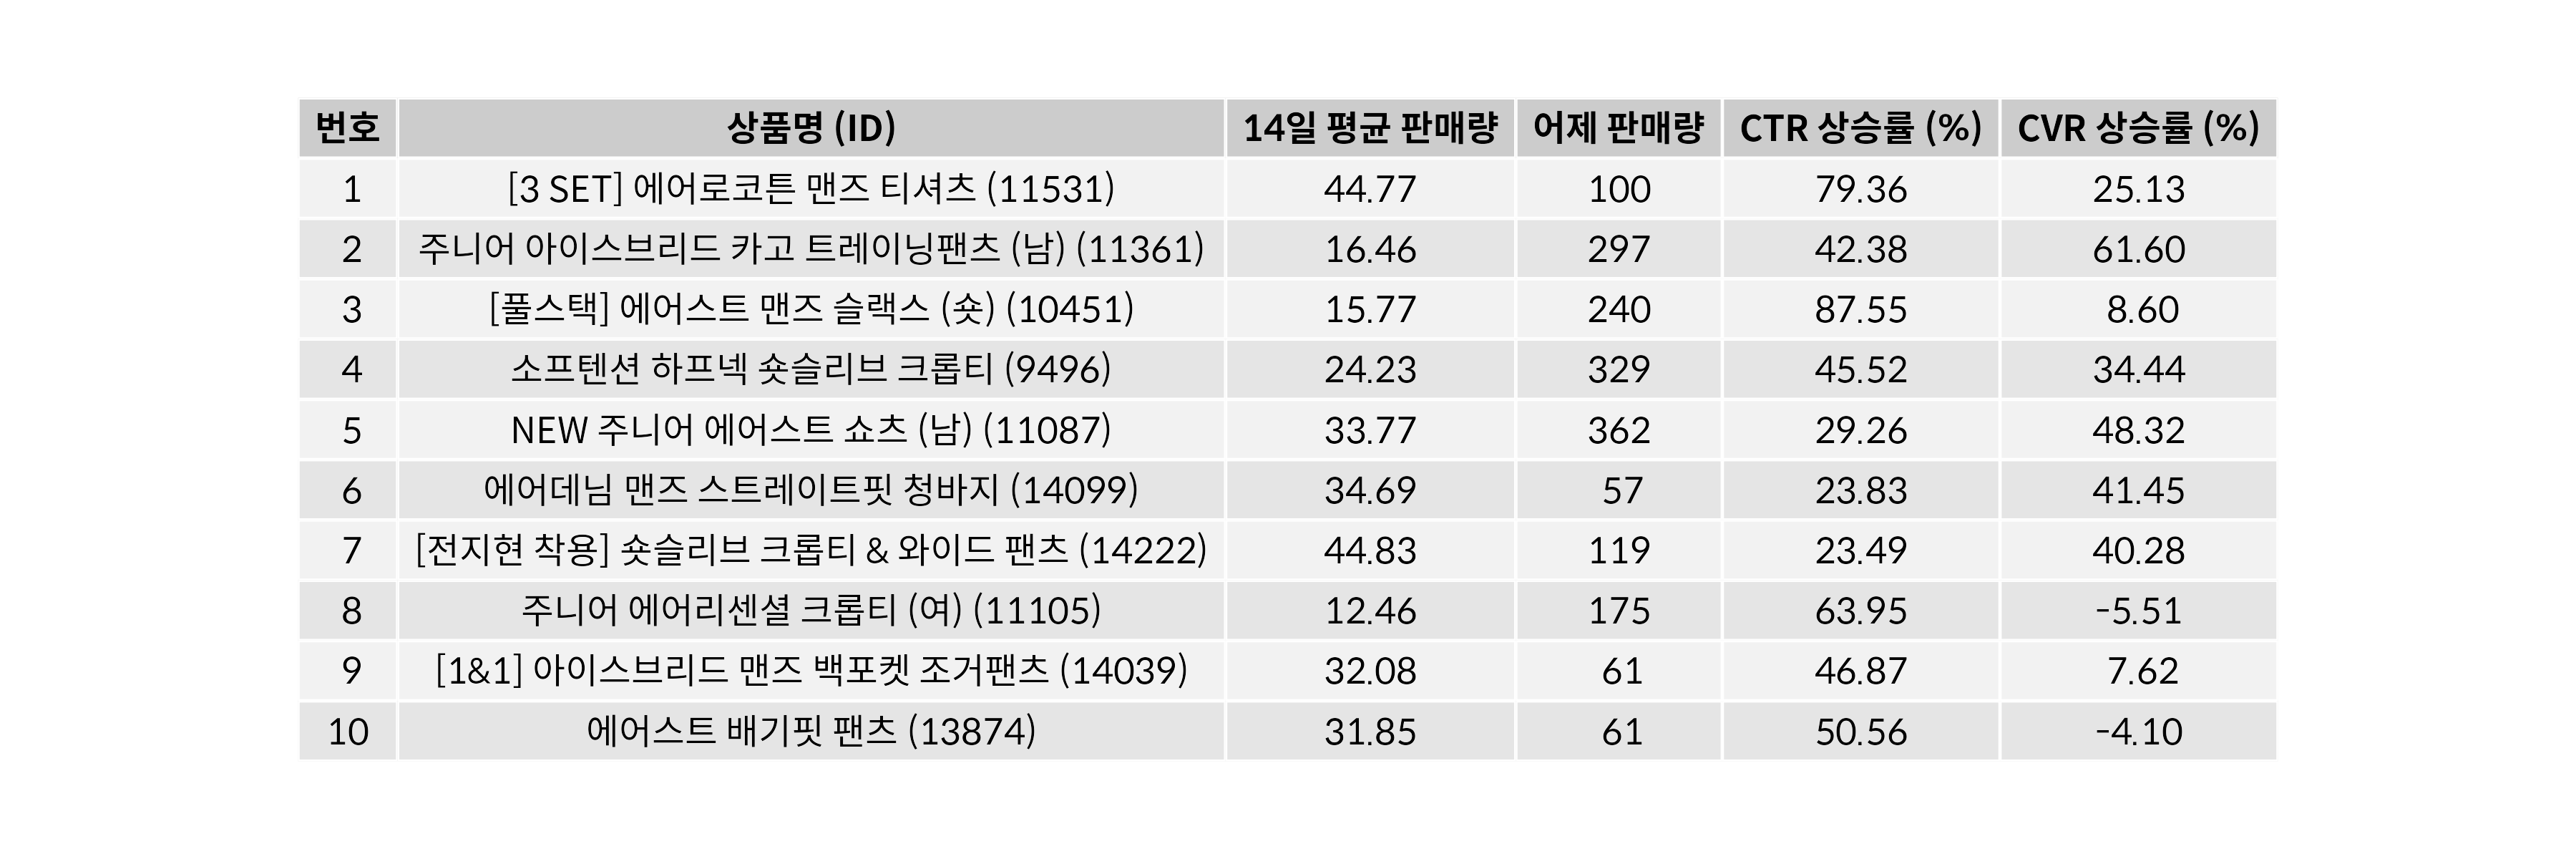 번호 상품명 (ID) 14일 평균 판매량 어제 판매량 CTR 상승률 (%) CVR 상승률 (%)
1 [3 SET] 에어로코튼 맨즈 티셔츠 (11531) 44.77 100 79.36 25.13
2 주니어 아이스브리드 카고 트레이닝팬츠 (남) (11361) 16.46 297 42.38 61.60
3 [풀스택] 에어스트 맨즈 슬랙스 (숏) (10451) 15.77 240 87.55 8.60
4 소프텐션 하프넥 숏슬리브 크롭티 (9496) 24.23 329 45.52 34.44
5 NEW 주니어 에어스트 쇼츠 (남) (11087) 33.77 362 29.26 48.32
6 에어데님 맨즈 스트레이트핏 청바지 (14099) 34.69 57 23.83 41.45
7 [전지현 착용] 숏슬리브 크롭티 & 와이드 팬츠 (14222) 44.83 119 23.49 40.28
8 주니어 에어리센셜 크롭티 (여) (11105) 12.46 175 63.95 -5.51
9 [1&1] 아이스브리드 맨즈 백포켓 조거팬츠 (14039) 32.08 61 46.87 7.62
10 에어스트 배기핏 팬츠 (13874) 31.85 61 50.56 -4.10